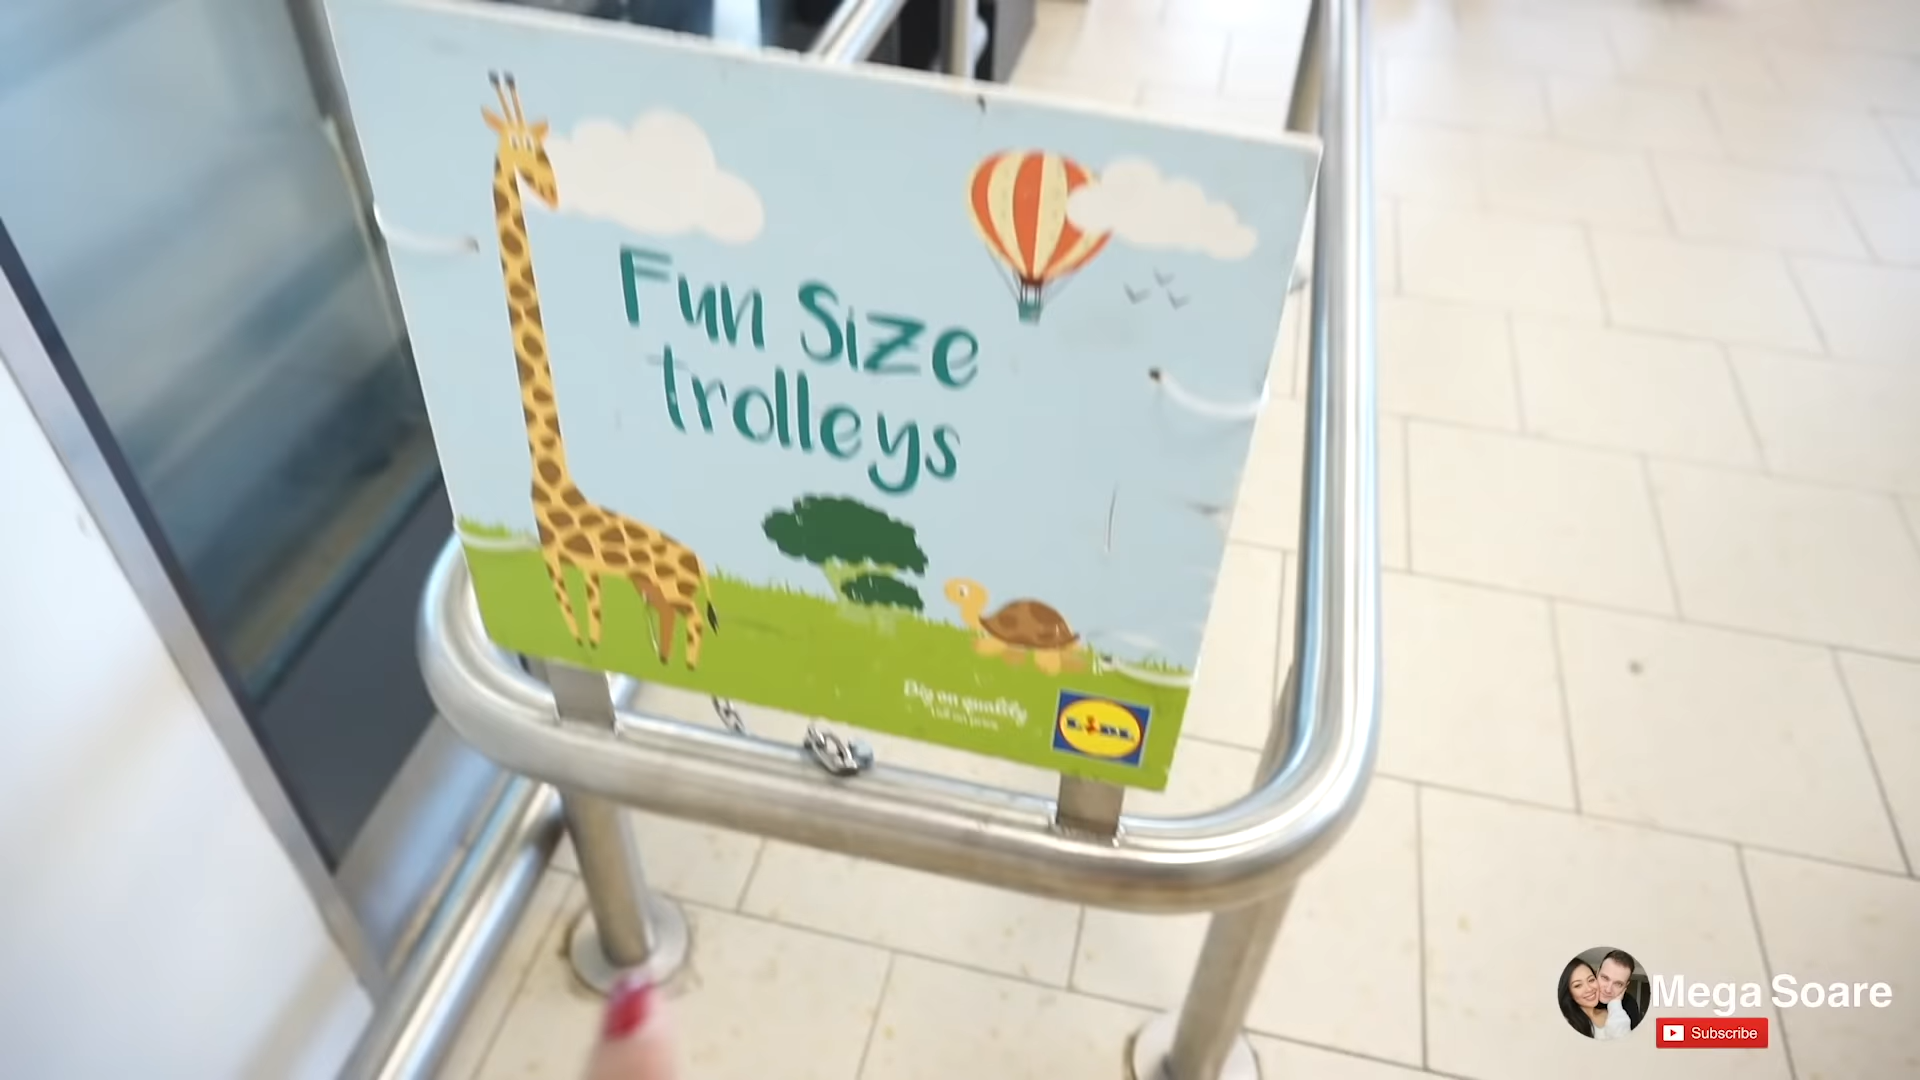 Fun Size
trolleys
Big on quality
LIDL
Mega Soare
Subscribe